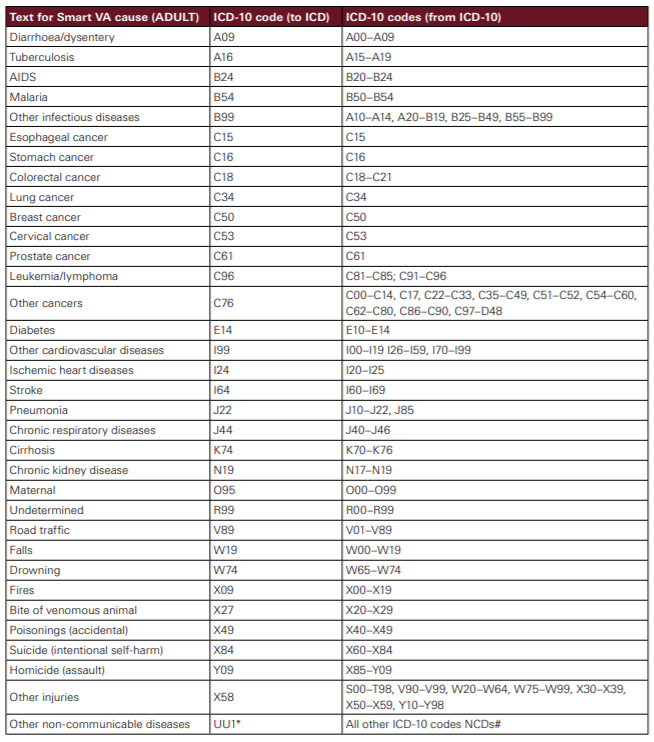 Text for Smart VA cause (ADULT) ICD-10 code (to ICD) ICD-10 codes (from ICD-10)
Diarrhoea/dysentery A09 A00–A09
Tuberculosis A16 A15–A19
AIDS B24 B20–B24
Malaria B54 B50–B54
Other infectious diseases B99 A10–A14, A20–B19, B25–B49, B55–B99
Esophageal cancer C15 C15
Stomach cancer C16 C16
Colorectal cancer C18 C18–C21
Lung cancer C34 C34
Breast cancer C50 C50
Cervical cancer C53 C53
Prostate cancer C61 C61
Leukemia/lymphoma C96 C81–C85; C91–C96
Other cancers C76 C00–C14, C17, C22–C33, C35–C49, C51–C52, C54–C60,
C62–C80, C86–C90, C97–D48
Diabetes E14 E10–E14
Other cardiovascular diseases I99 I00–I19 I26–I59, I70–I99
Ischemic heart diseases I24 I20–I25
Stroke I64 I60–I69
Pneumonia J22 J10–J22, J85
Chronic respiratory diseases J44 J40–J46
Cirrhosis K74 K70–K76
Chronic kidney disease N19 N17–N19
Maternal O95 O00–O99
Undetermined R99 R00–R99
Road traffic V89 V01–V89
Falls W19 W00–W19
Drowning W74 W65–W74
Fires X09 X00–X19
Bite of venomous animal X27 X20–X29
Poisonings (accidental) X49 X40–X49
Suicide (intentional self-harm) X84 X60–X84
Homicide (assault) Y09 X85–Y09
Other injuries X58 S00–T98, V90–V99, W20–W64, W75–W99, X30–X39,
X50–X59, Y10–Y98
Other non-communicable diseases UU1* All other ICD-10 codes NCDs#